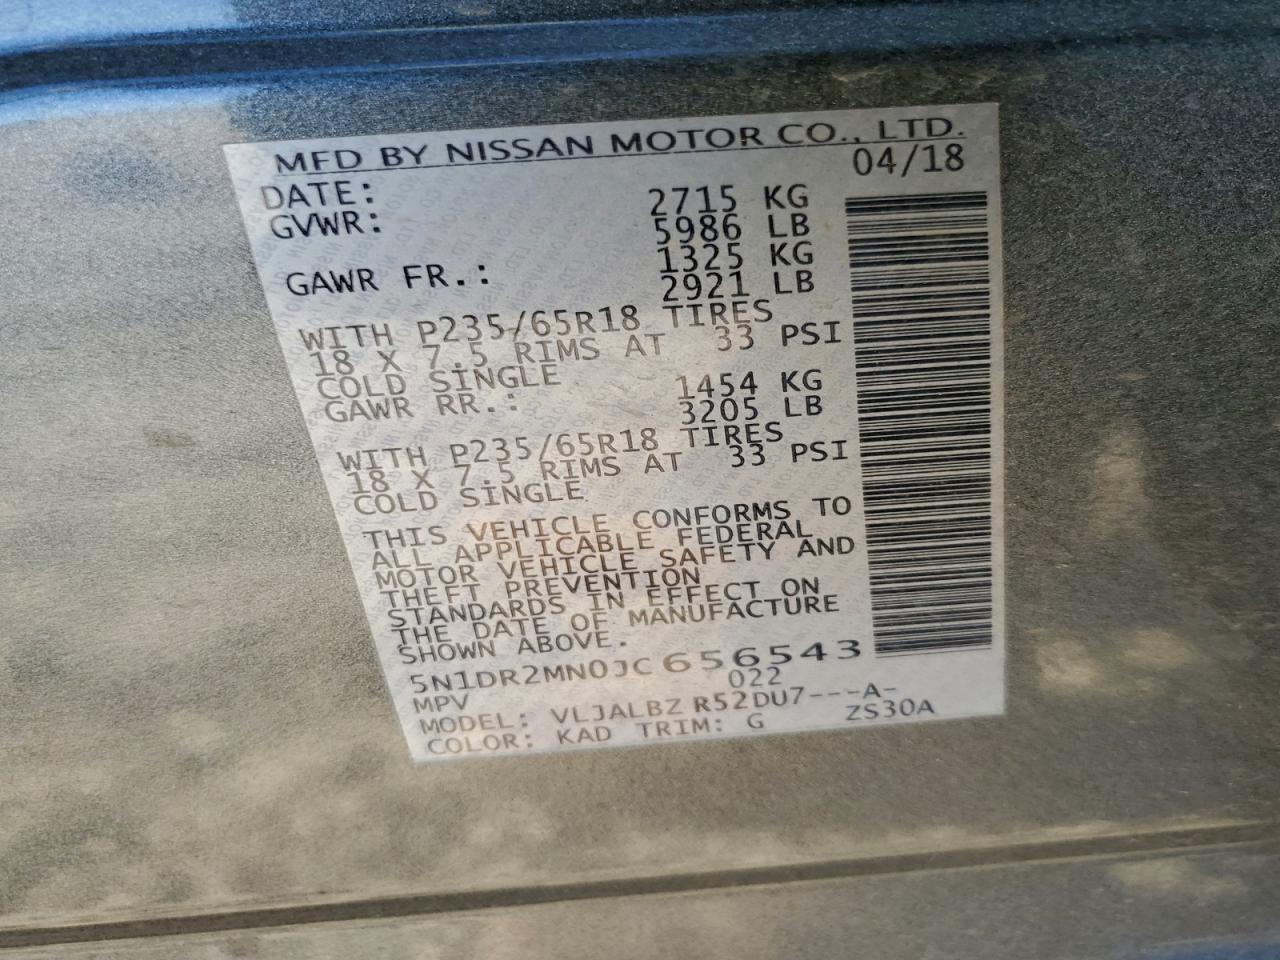 MFD BY NISSAN MOTOR CO., LTD.
DATE: 04/18
GVWR: 2715 KG
5986 LB
GAWR FR.: 1325 KG
2921 LB
WITH P235/65R18 TIRES
18 X 7.5 RIMS AT 33 PSI
COLD SINGLE
GAWR RR.: 1454 KG
3205 LB
WITH P235/65R18 TIRES
18 X 7.5 RIMS AT 33 PSI
COLD SINGLE
THIS VEHICLE CONFORMS TO
ALL APPLICABLE FEDERAL
MOTOR VEHICLE SAFETY AND
THEFT PREVENTION
STANDARDS IN EFFECT ON
THE DATE OF MANUFACTURE
SHOWN ABOVE.
5N1DR2MN0JC656543
MPV 022
MODEL: VLJALBZ R52DU7---A-
COLOR: KAD TRIM: G ZS30A